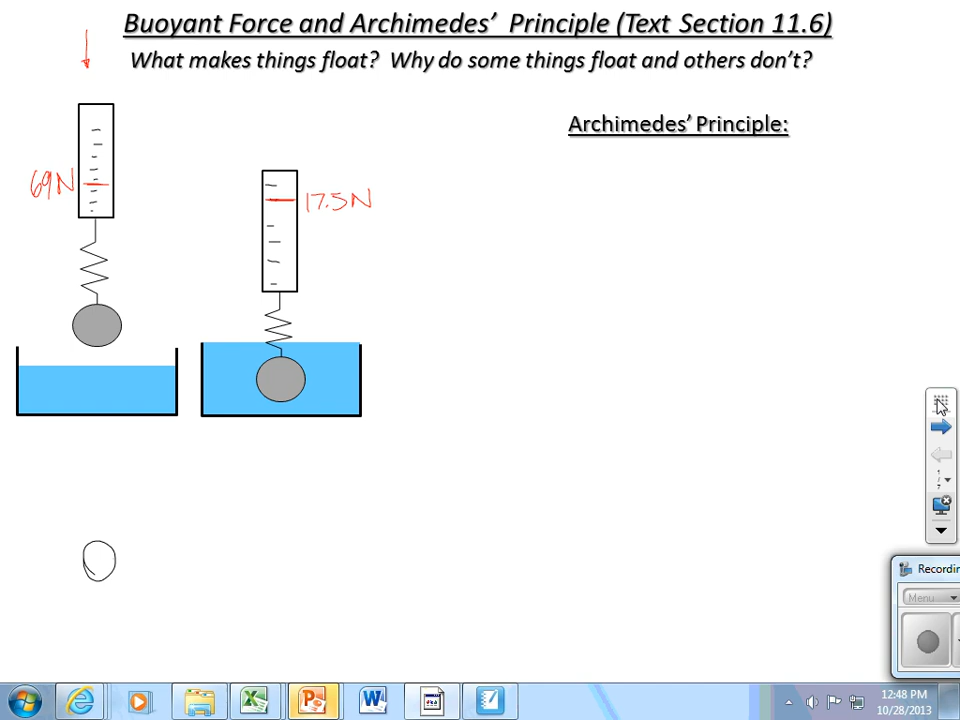 Buoyant Force and Archimedes' Principle (Text Section 11.6)
What makes things float? Why do some things float and others don't?
Archimedes' Principle:
69N
17.5N
Recording
Menu
12:48 PM
10/28/2013